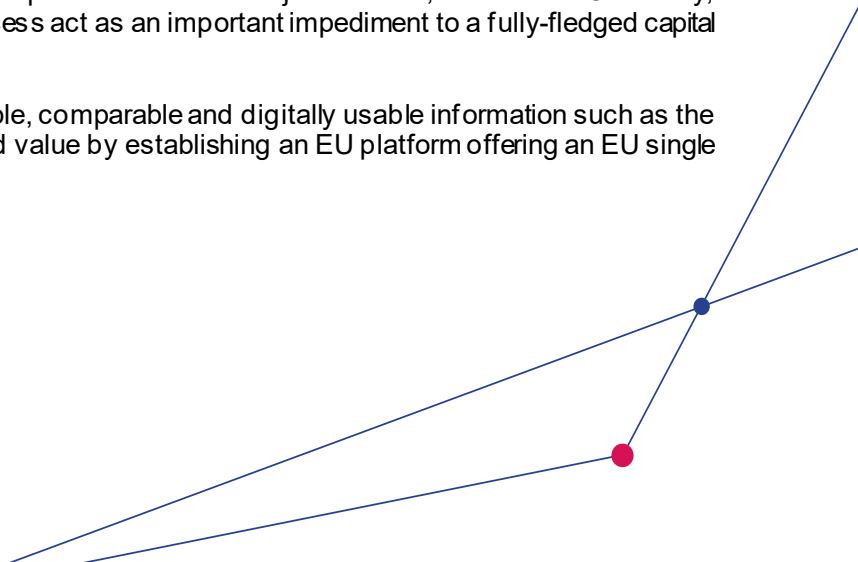 ess act as an important impediment to a fully-fledged capital
ble, comparable and digitally usable information such as the
d value by establishing an EU platform offering an EU single